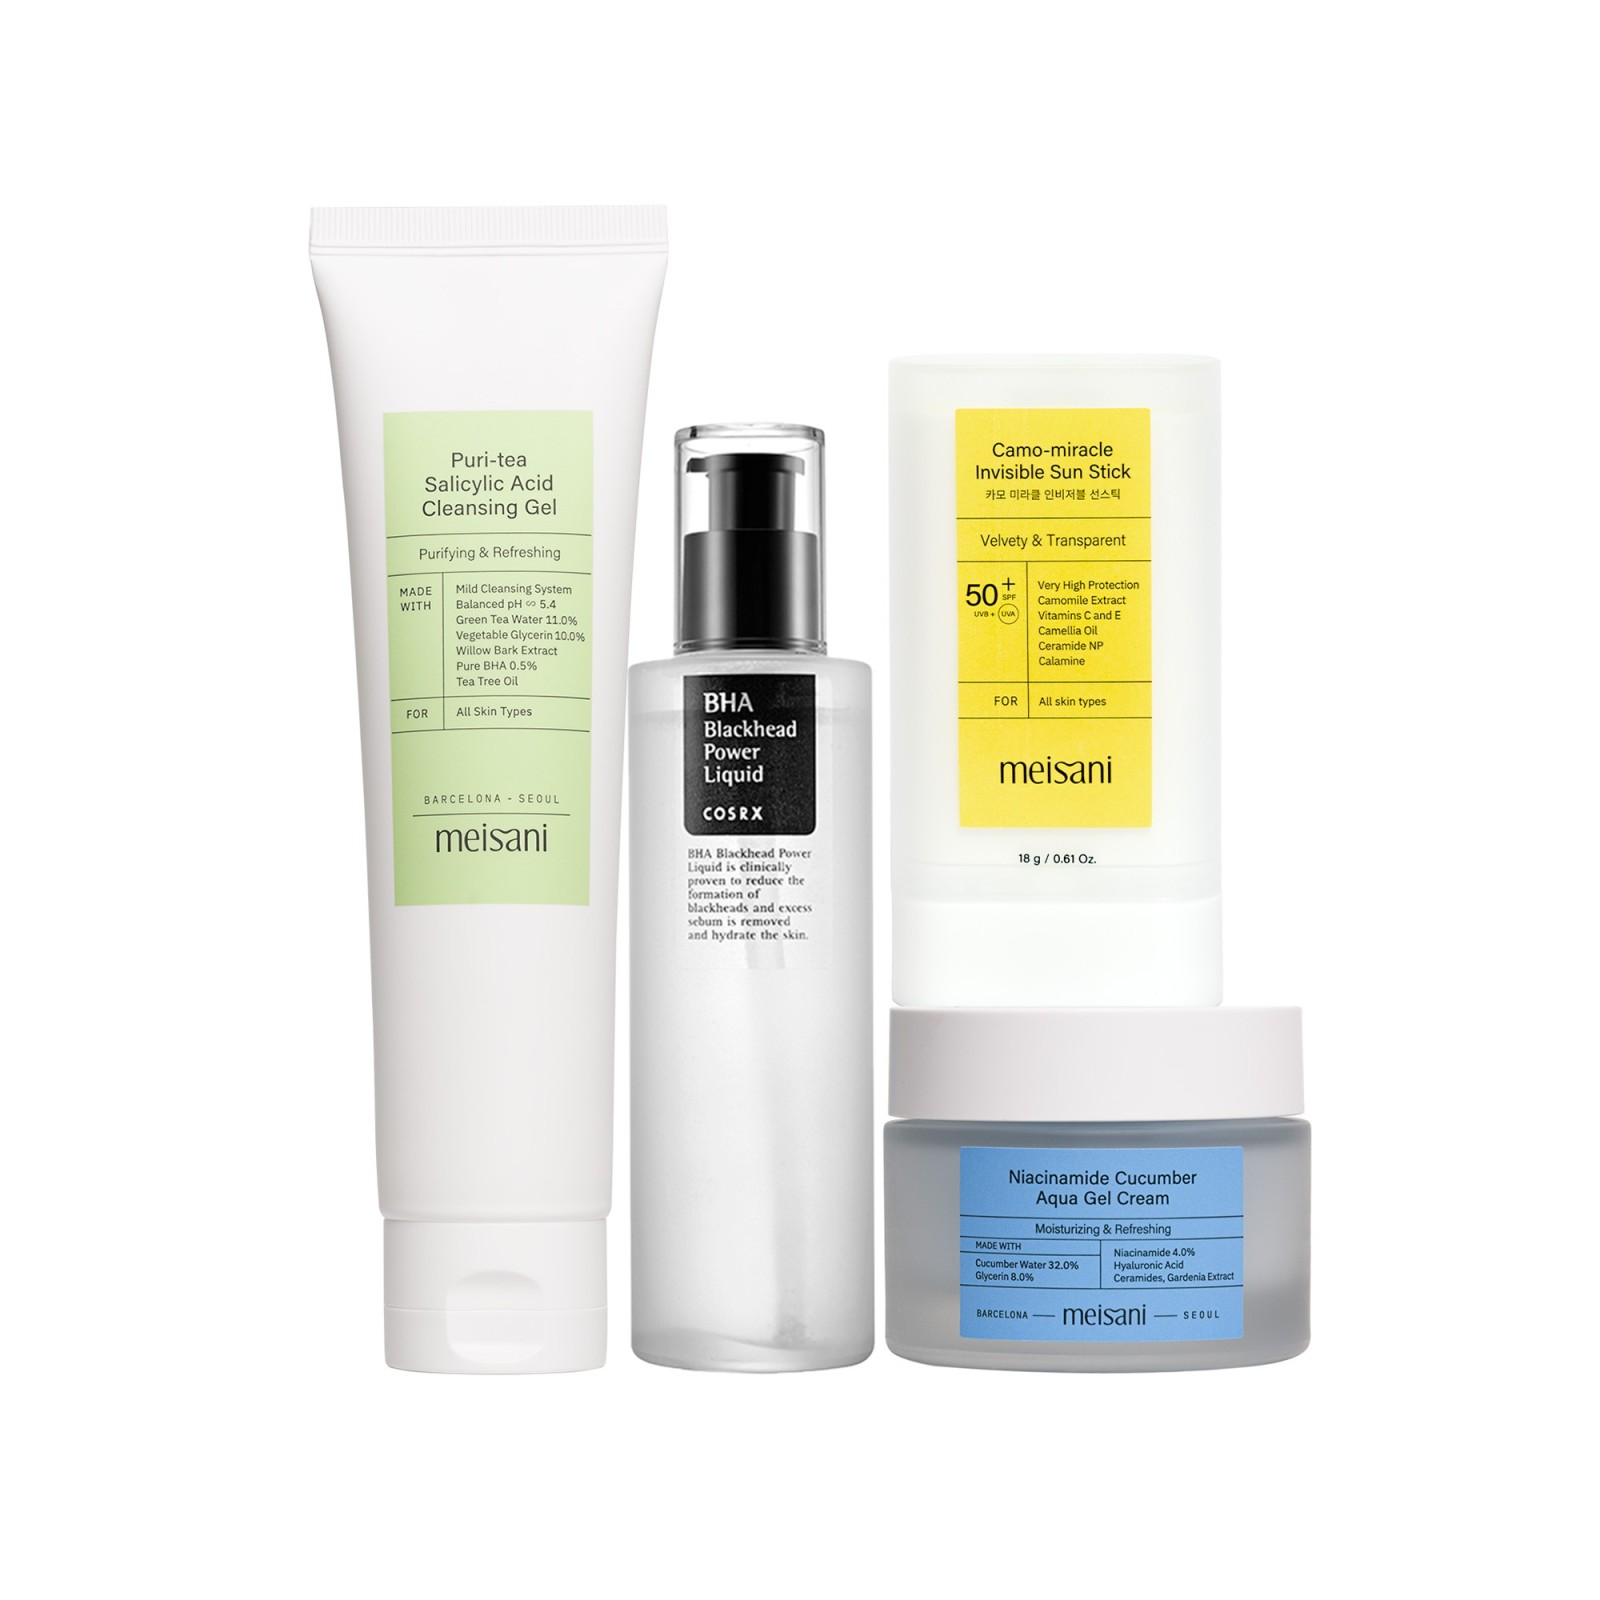 Puri-tea
Salicylic Acid
Cleansing Gel
Purifying & Refreshing
MADE
WITH
Mild Cleansing System
Balanced pH ∽ 5.4
Green Tea Water 11.0%
Vegetable Glycerin 10.0%
Willow Bark Extract
Pure BHA 0.5%
Tea Tree Oil
FOR
All Skin Types
BARCELONA - SEOUL
meisani
BHA
Blackhead
Power
Liquid
COSRX
BHA Blackhead Power
Liquid is clinically
proven to reduce the
formation of
blackheads and excess
sebum is removed
and hydrate the skin.
Camo-miracle
Invisible Sun Stick
카모 미라클 인비저블 선스틱
Velvety & Transparent
50+
SPF
UVB + UVA
Very High Protection
Camomile Extract
Vitamins C and E
Camellia Oil
Ceramide NP
Calamine
FOR
All skin types
meisani
18 g / 0.61 Oz.
Niacinamide Cucumber
Aqua Gel Cream
Moisturizing & Refreshing
MADE WITH
Cucumber Water 32.0%
Glycerin 8.0%
Niacinamide 4.0%
Hyaluronic Acid
Ceramides, Gardenia Extract
BARCELONA — meisani — SEOUL